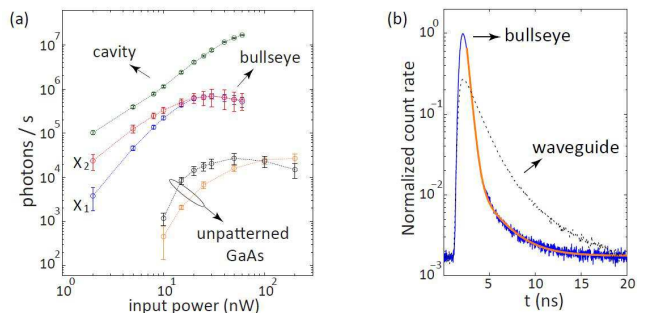 (a)
10^7
10^6
10^5
10^4
10^3
10^2
photons / s
cavity
bullseye
X2
X1
unpatterned
GaAs
10^0
10^1
10^2
input power (nW)
(b)
10^0
10^-1
10^-2
10^-3
Normalized count rate
bullseye
waveguide
5
10
15
20
t (ns)